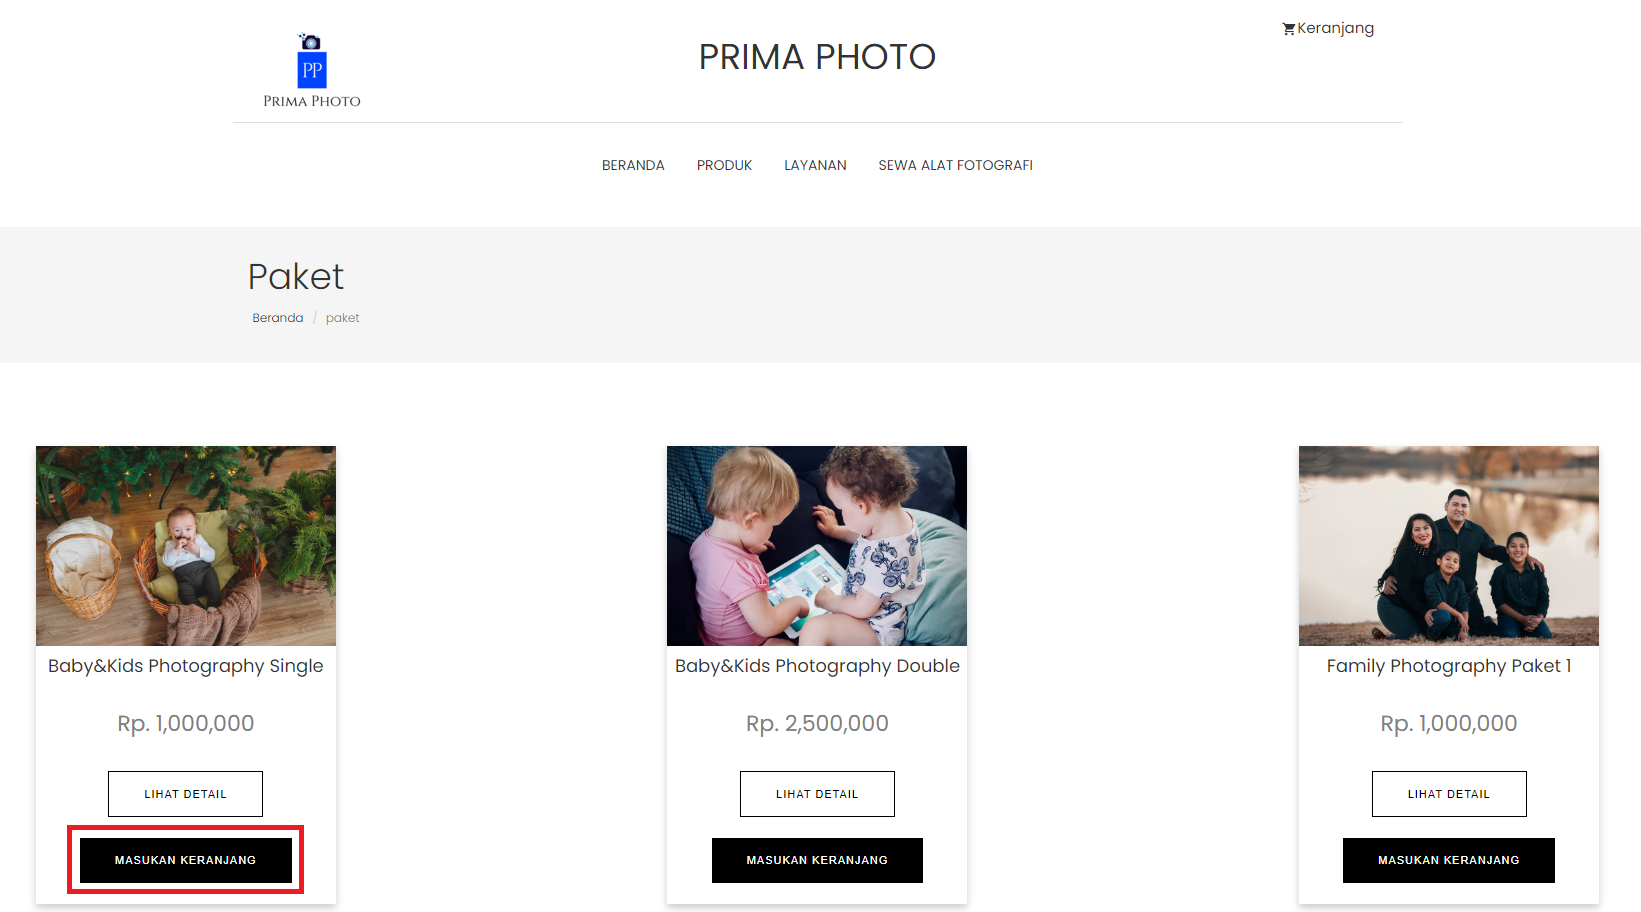 Keranjang
PP
PRIMA PHOTO
PRIMA PHOTO
BERANDA PRODUK LAYANAN SEWA ALAT FOTOGRAFI
Paket
Beranda / paket
Baby&Kids Photography Single
Rp. 1,000,000
LIHAT DETAIL
MASUKAN KERANJANG
Baby&Kids Photography Double
Rp. 2,500,000
LIHAT DETAIL
MASUKAN KERANJANG
Family Photography Paket 1
Rp. 1,000,000
LIHAT DETAIL
MASUKAN KERANJANG